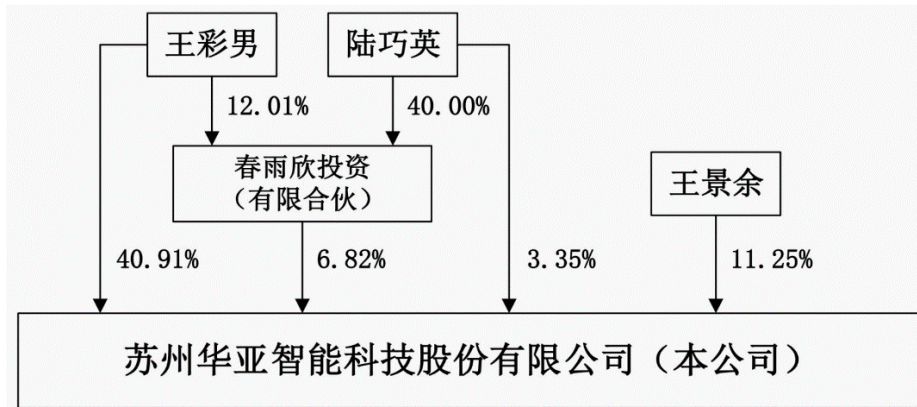 王彩男
陆巧英
12.01%
40.00%
春雨欣投资
（有限合伙）
王景余
40.91%
6.82%
3.35%
11.25%
苏州华亚智能科技股份有限公司（本公司）